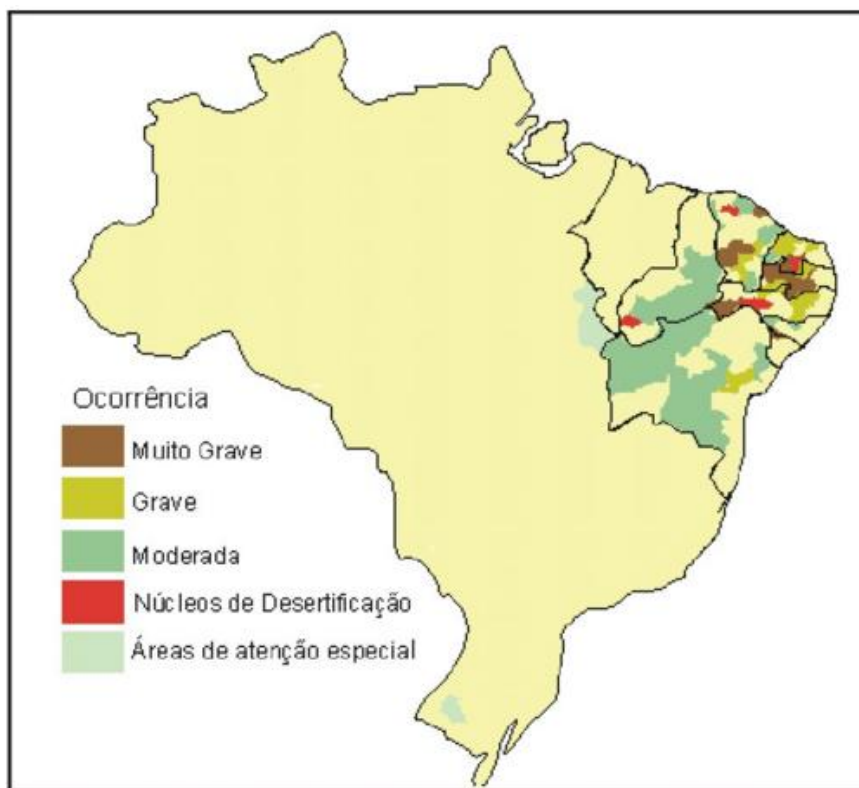 Ocorrência
Muito Grave
Grave
Moderada
Núcleos de Desertificação
Áreas de atenção especial